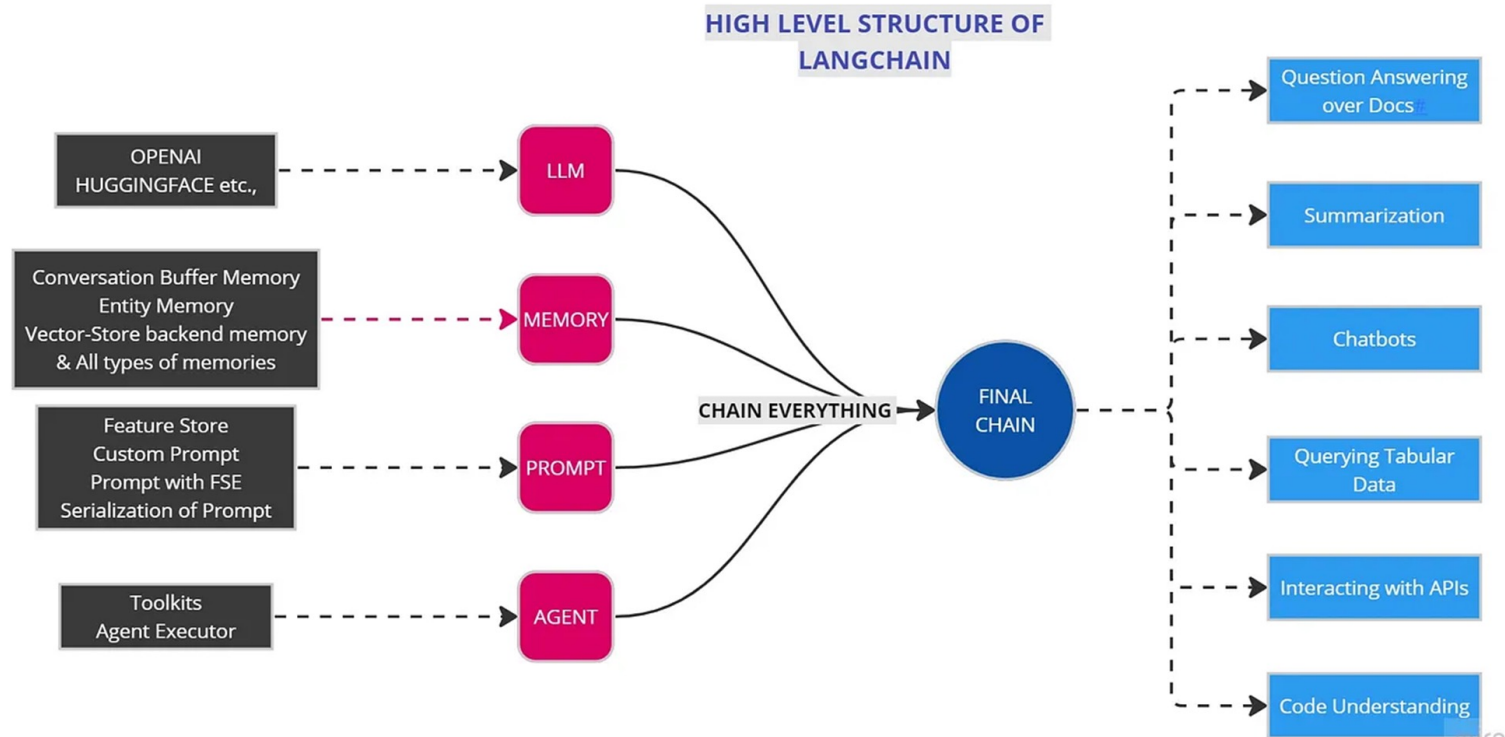 HIGH LEVEL STRUCTURE OF
LANGCHAIN
OPENAI
HUGGINGFACE etc.,
LLM
Conversation Buffer Memory
Entity Memory
Vector-Store backend memory
& All types of memories
MEMORY
Feature Store
Custom Prompt
Prompt with FSE
Serialization of Prompt
PROMPT
Toolkits
Agent Executor
AGENT
CHAIN EVERYTHING
FINAL
CHAIN
Question Answering
over Docs#
Summarization
Chatbots
Querying Tabular
Data
Interacting with APIs
Code Understanding